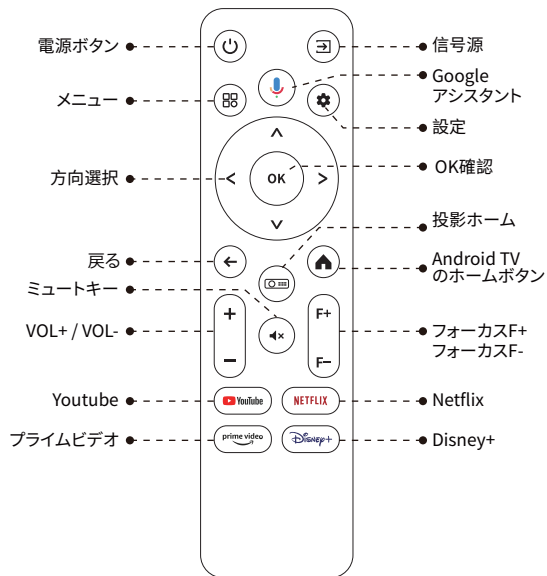 電源ボタン
信号源
Google
アシスタント
メニュー
設定
方向選択
OK
OK確認
投影ホーム
戻る
Android TV
のホームボタン
ミュートキー
VOL+ / VOL-
+
−
F+
F−
フォーカスF+
フォーカスF-
Youtube
YouTube
NETFLIX
Netflix
プライムビデオ
prime video
Disney+
Disney+